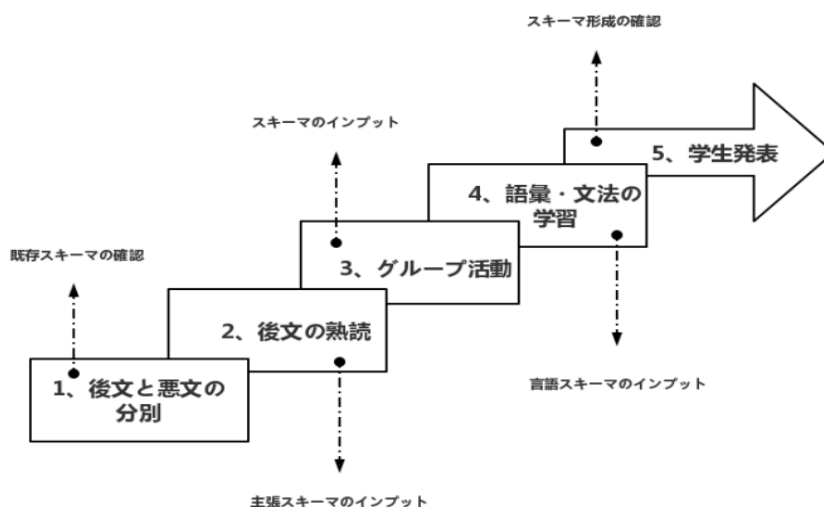 スキーマ形成の確認
スキーマのインプット
5、学生発表
4、語彙・文法の
学習
既存スキーマの確認
3、グループ活動
2、後文の熟読
言語スキーマのインプット
1、後文と悪文の
分別
主張スキーマのインプット